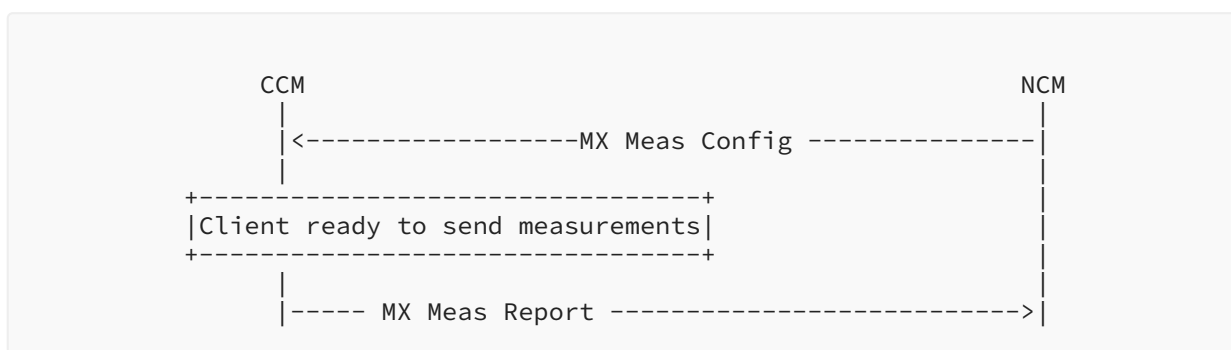 CCM NCM
MX Meas Config
Client ready to send measurements
MX Meas Report